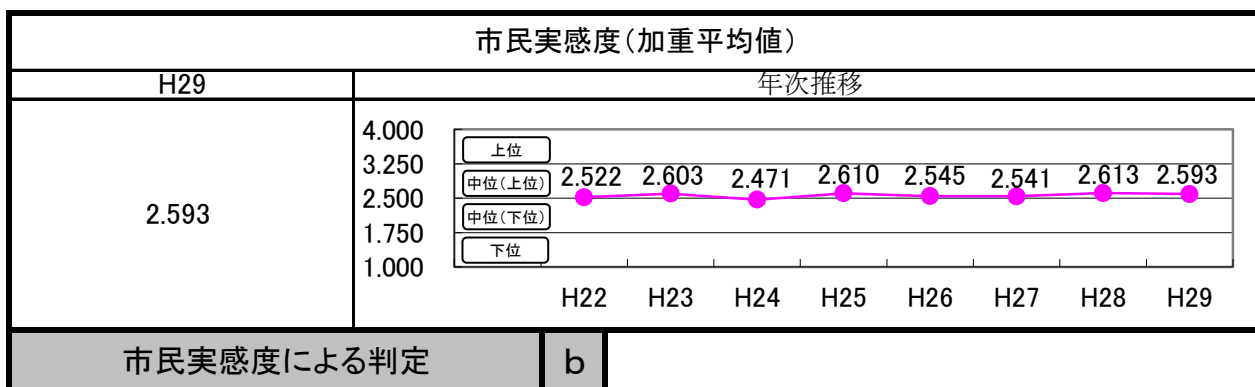 市民実感度(加重平均値)
H29 年次推移
2.593
4.000
3.250
2.500
1.750
1.000
上位
中位(上位)
中位(下位)
下位
2.522 2.603 2.471 2.610 2.545 2.541 2.613 2.593
H22 H23 H24 H25 H26 H27 H28 H29
市民実感度による判定 b